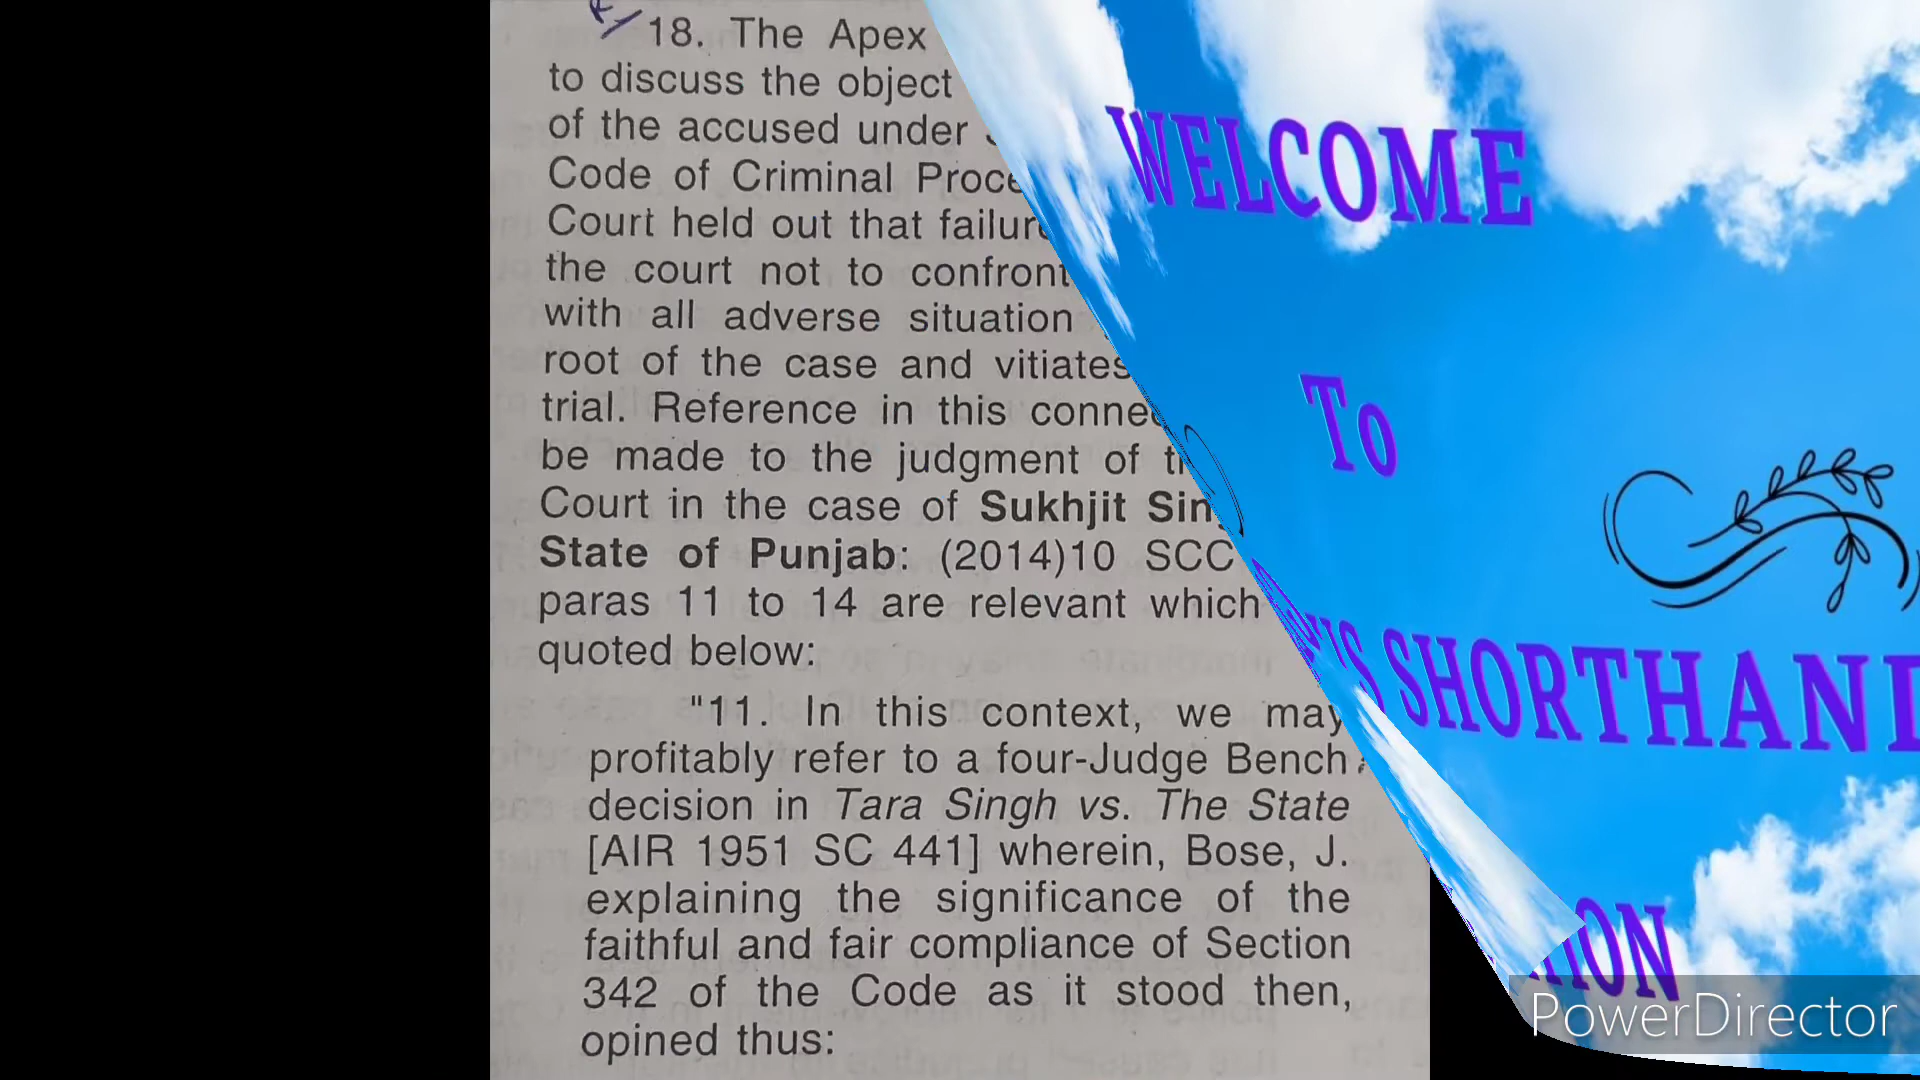 18. The Apex
to discuss the object
of the accused under
Code of Criminal
Court held out that
the court not to confront
with all adverse situation
root of the case and vitiates
trial. Reference in this
be made to the judgment of
Court in the case of Sukhjit
State of Punjab: (2014)10 SCC
paras 11 to 14 are relevant which
quoted below:
"11. In this context, we may
profitably refer to a four-Judge Bench
decision in Tara Singh vs. The State
[AIR 1951 SC 441] wherein, Bose, J.
explaining the significance of the
faithful and fair compliance of Section
342 of the Code as it stood then,
opined thus:
WELCOME
To
SHORTHAND
PowerDirector